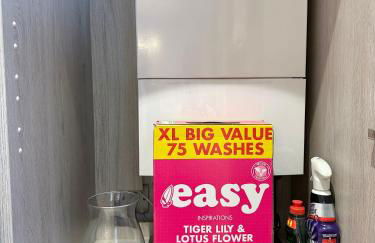 XL BIG VALUE
75 WASHES
easy
INSPIRATIONS
TIGER LILY &
LOTUS FLOWER